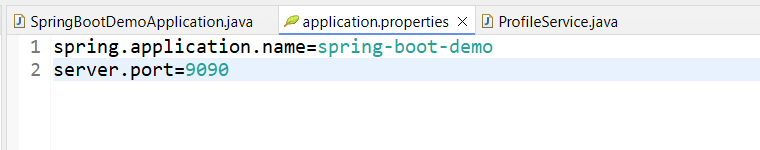 SpringBootDemoApplication.java application.properties ProfileService.java
1 spring.application.name=spring-boot-demo
2 server.port=9090